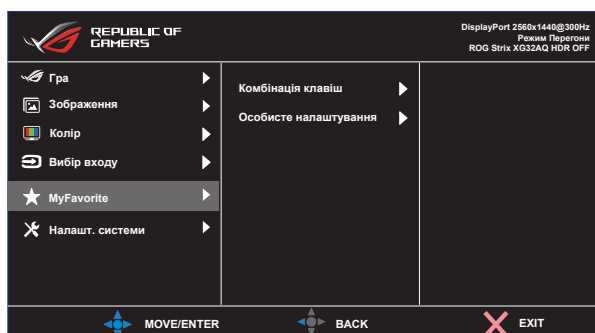 REPUBLIC OF
GAMERS
DisplayPort 2560x1440@300Hz
Режим Перегони
ROG Strix XG32AQ HDR OFF
Гра
Зображення
Колір
Вибір входу
MyFavorite
Налашт. системи
Комбінація клавіш
Особисте налаштування
MOVE/ENTER
BACK
EXIT